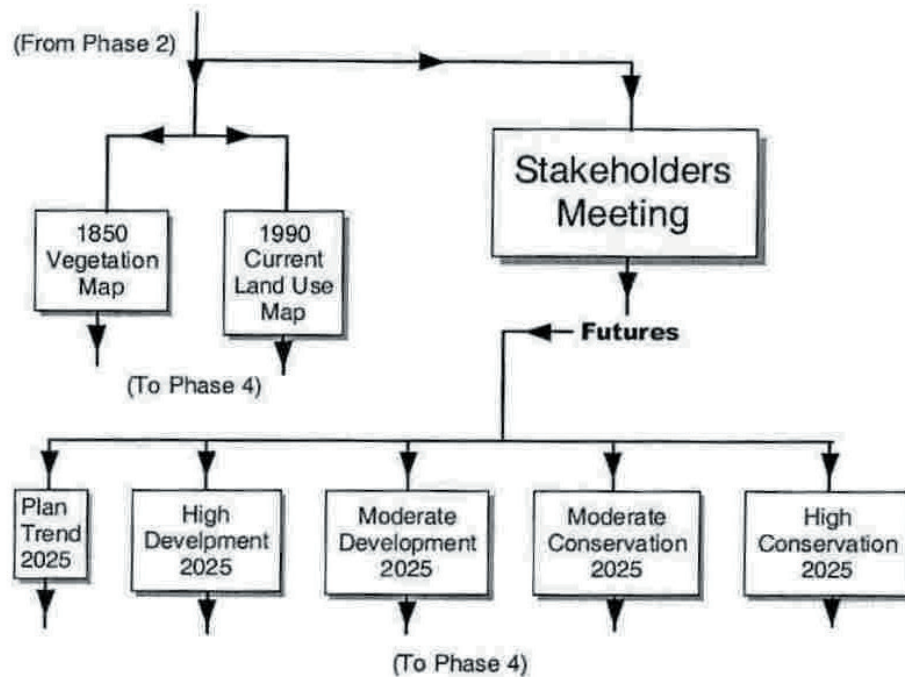 (From Phase 2)
Stakeholders
Meeting
1850
Vegetation
Map
1990
Current
Land Use
Map
Futures
(To Phase 4)
Plan
Trend
2025
High
Develpment
2025
Moderate
Development
2025
Moderate
Conservation
2025
High
Conservation
2025
(To Phase 4)